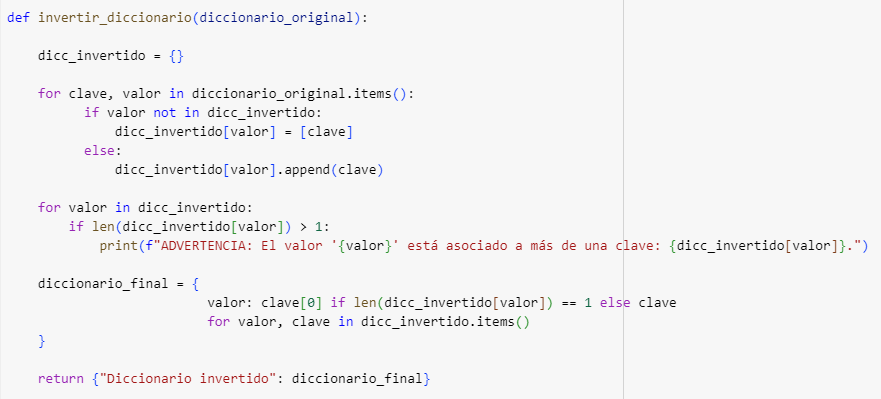 def invertir_diccionario(diccionario_original):
    dicc_invertido = {}
    for clave, valor in diccionario_original.items():
          if valor not in dicc_invertido:
              dicc_invertido[valor] = [clave]
          else:
              dicc_invertido[valor].append(clave)
    for valor in dicc_invertido:
        if len(dicc_invertido[valor]) > 1:
            print(f"ADVERTENCIA: El valor '{valor}' está asociado a más de una clave: {dicc_invertido[valor]}.")
    diccionario_final = {
                          valor: clave[0] if len(dicc_invertido[valor]) == 1 else clave
                          for valor, clave in dicc_invertido.items()
    }
    return {"Diccionario invertido": diccionario_final}